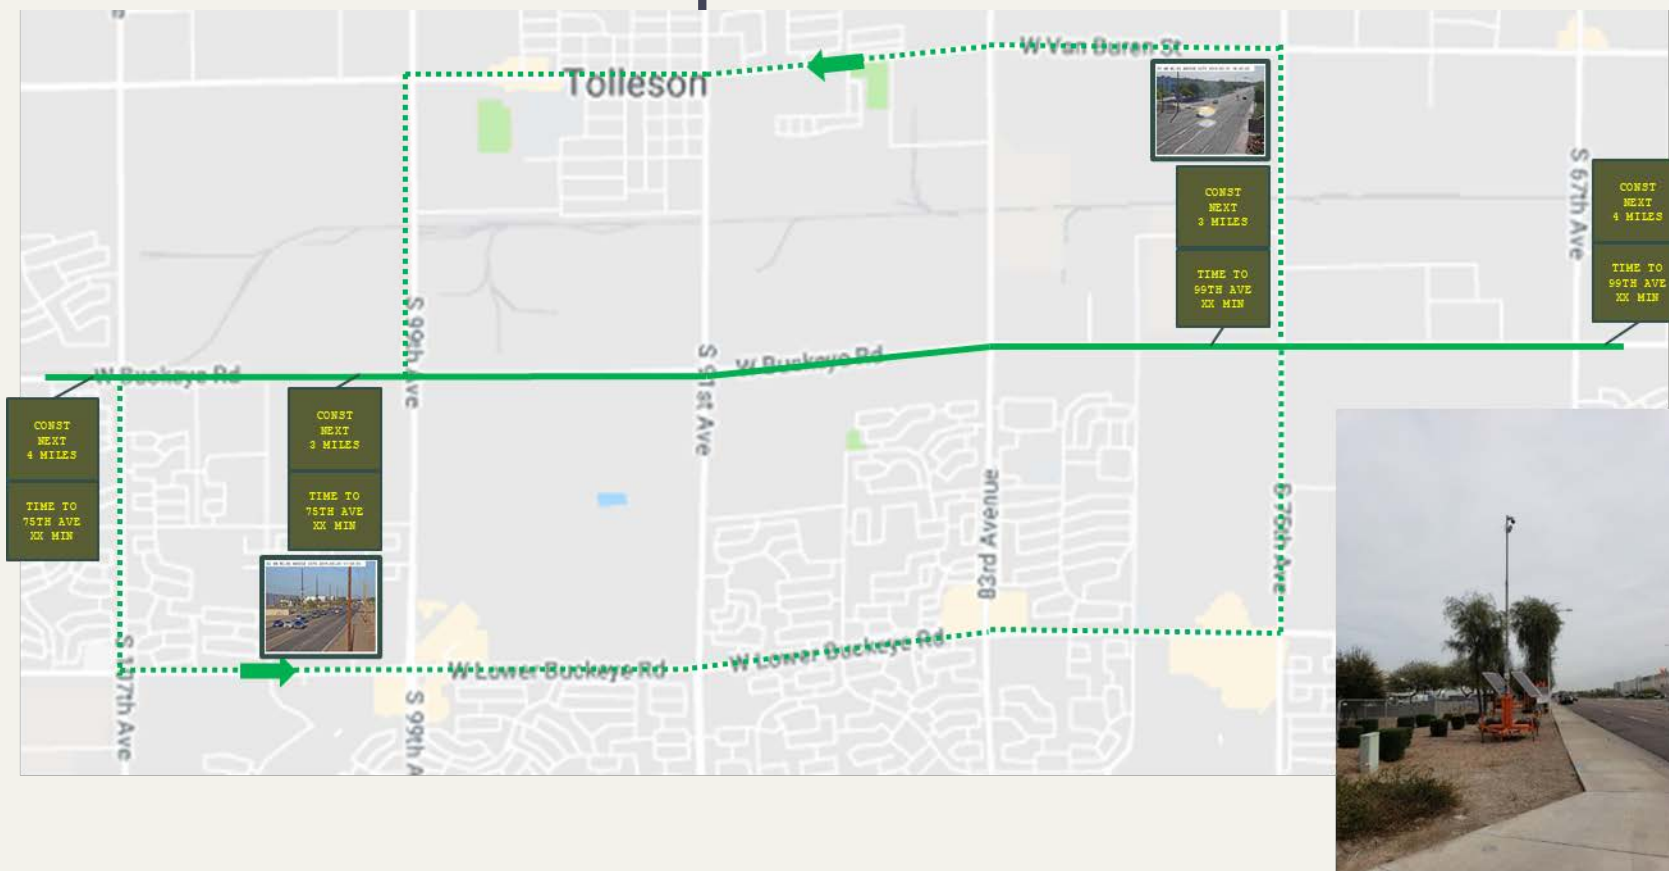 W Van Buren St
Tolleson
S 67th Ave
CONST
NEXT
4 MILES
TIME TO
99TH AVE
XX MIN
CONST
NEXT
3 MILES
TIME TO
99TH AVE
XX MIN
S 99th Ave
S 91st Ave
W Buckeye Rd
W Buckeye Rd
CONST
NEXT
4 MILES
TIME TO
75TH AVE
XX MIN
CONST
NEXT
3 MILES
TIME TO
75TH AVE
XX MIN
83rd Avenue
S 75th Ave
S 107th Ave
W Lower Buckeye Rd
W Lower Buckeye Rd
S 99th A